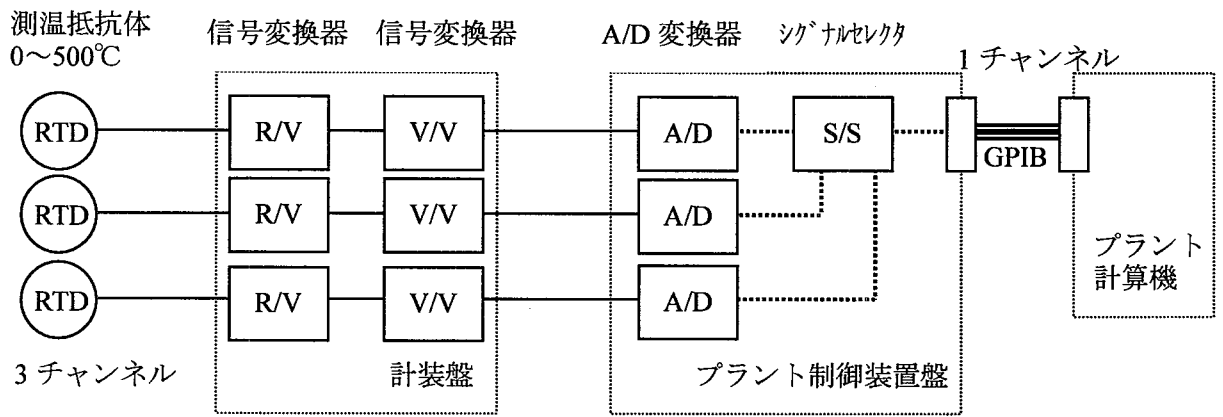 測温抵抗体
0～500℃
信号変換器
信号変換器
A/D 変換器
ｼｸﾞﾅﾙｾﾚｸﾀ
1 チャンネル
RTD
R/V
V/V
A/D
S/S
GPIB
RTD
R/V
V/V
A/D
プラント
計算機
RTD
R/V
V/V
A/D
3 チャンネル
計装盤
プラント制御装置盤